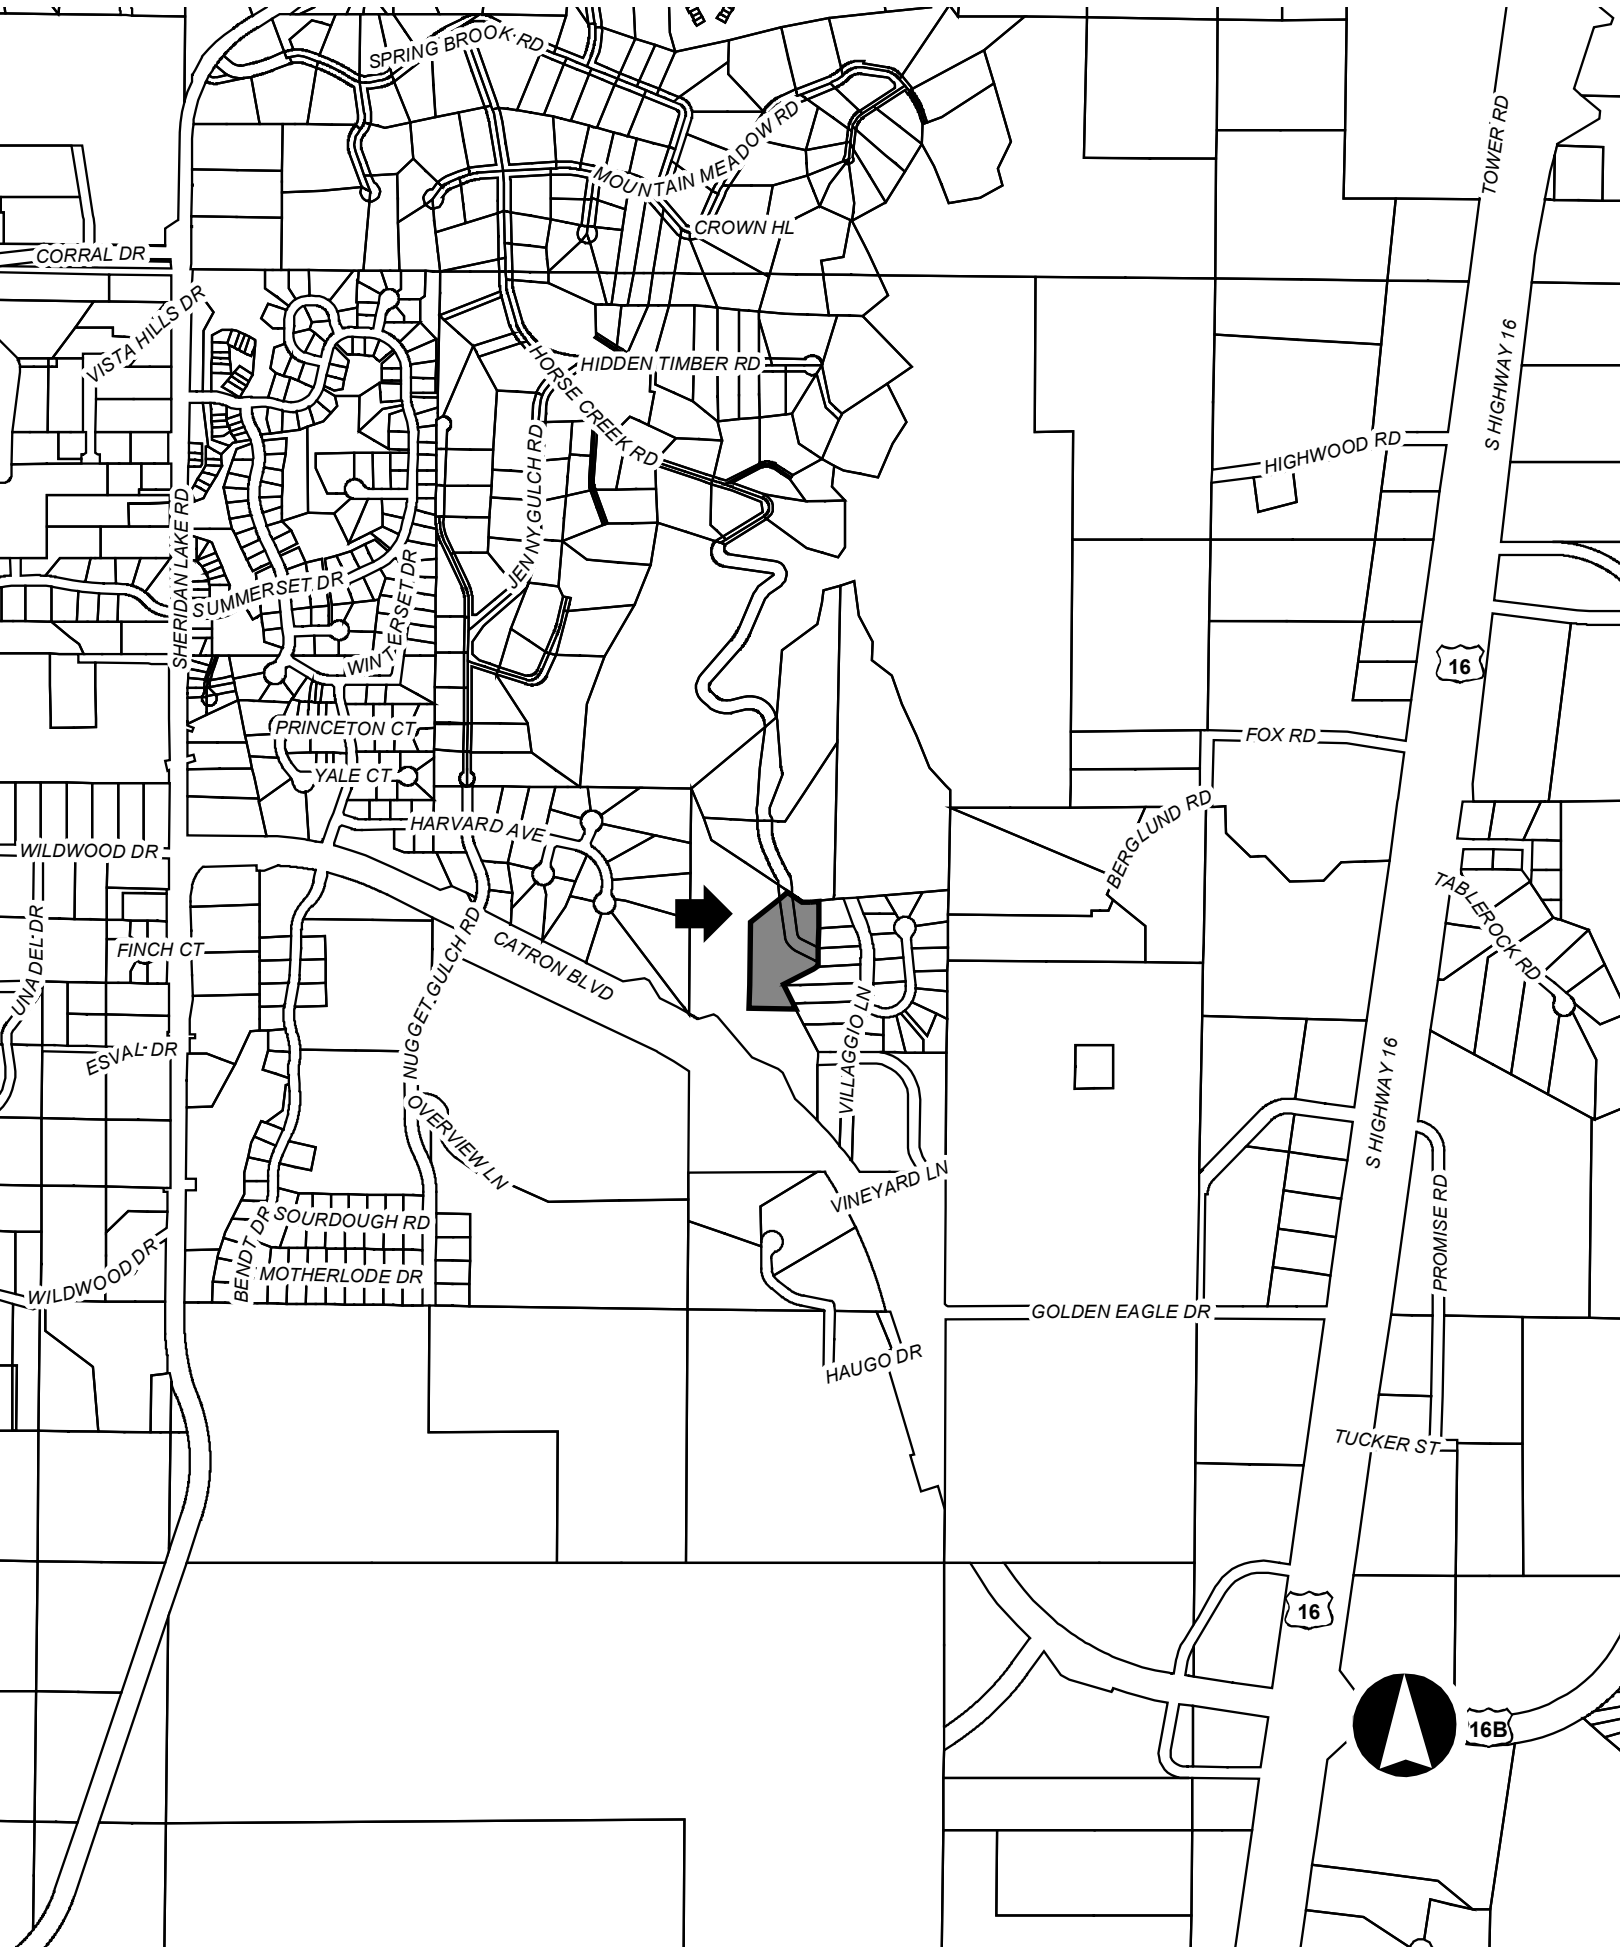 SPRING BROOK RD
TOWER RD
MOUNTAIN MEADOW RD
CROWN HL
CORRAL DR
VISTA HILLS DR
S HIGHWAY 16
HORSE CREEK RD
HIDDEN TIMBER RD
JENNY GULCH RD
HIGHWOOD RD
SHERIDAN LAKE RD
SUMMERSET DR
WINTERSET DR
16
PRINCETON CT
FOX RD
YALE CT
BERGLUND RD
HARVARD AVE
WILDWOOD DR
TABLEROCK RD
UNADEL DR
FINCH CT
NUGGET GULCH RD
CATRON BLVD
VILLAGGIO LN
ESVAL DR
S HIGHWAY 16
OVERVIEW LN
VINEYARD LN
PROMISE RD
SOURDOUGH RD
BENDT DR
WILDWOOD DR
MOTHERLODE DR
GOLDEN EAGLE DR
HAUGO DR
TUCKER ST
16
16B